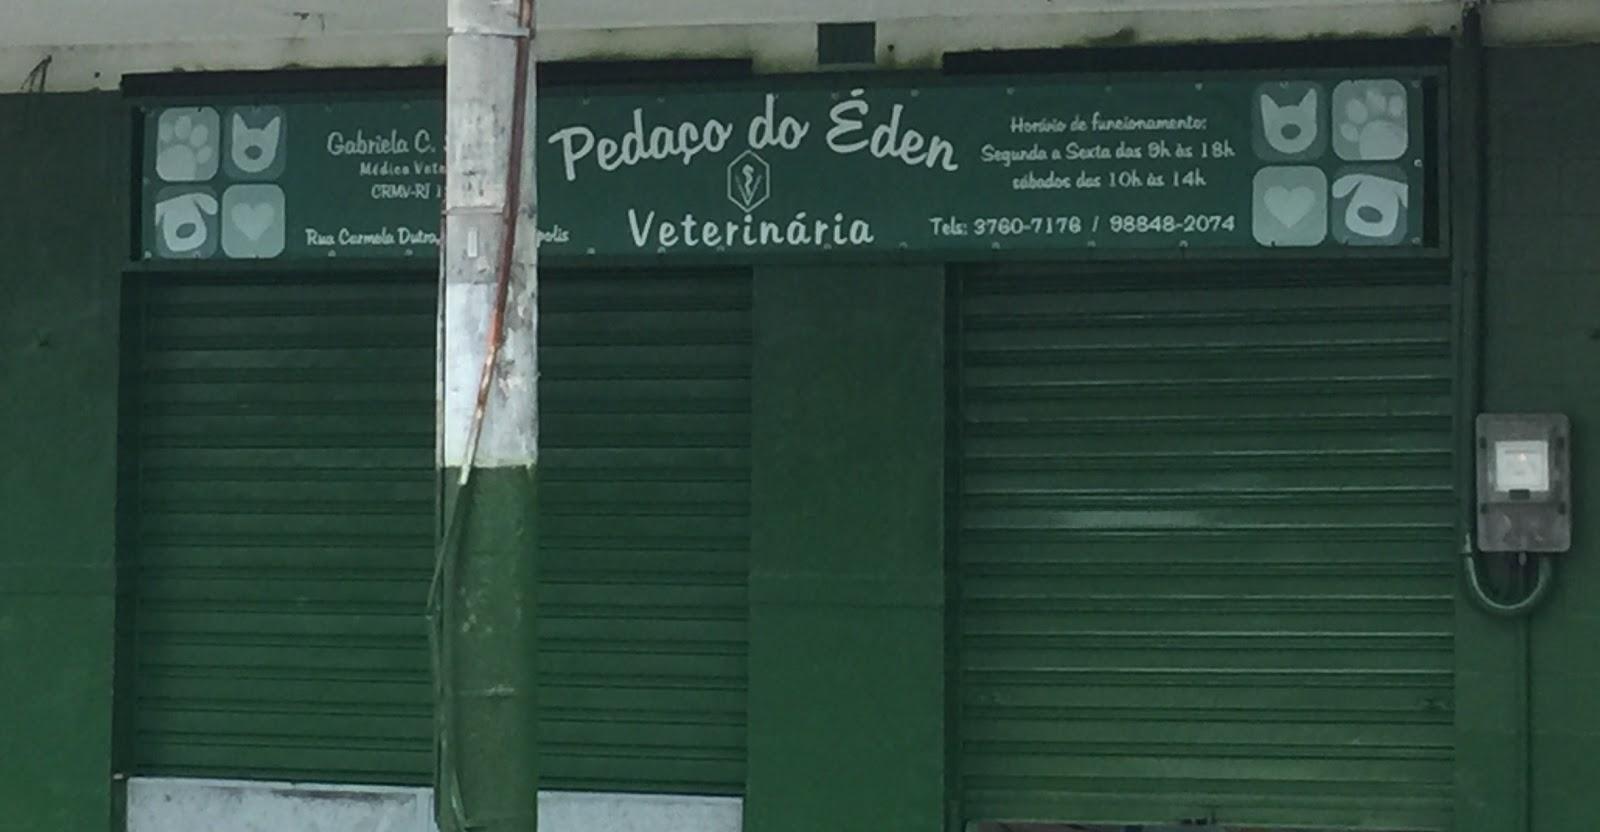 Gabriela C.
Médica
CRMV-RJ
Rua Carmela Dutra,
Pedaço do Éden
Veterinária
Horário de funcionamento:
Segunda a Sexta das 9h às 18h
sábados das 10h às 14h
Tels: 3760-7176 / 98848-2074